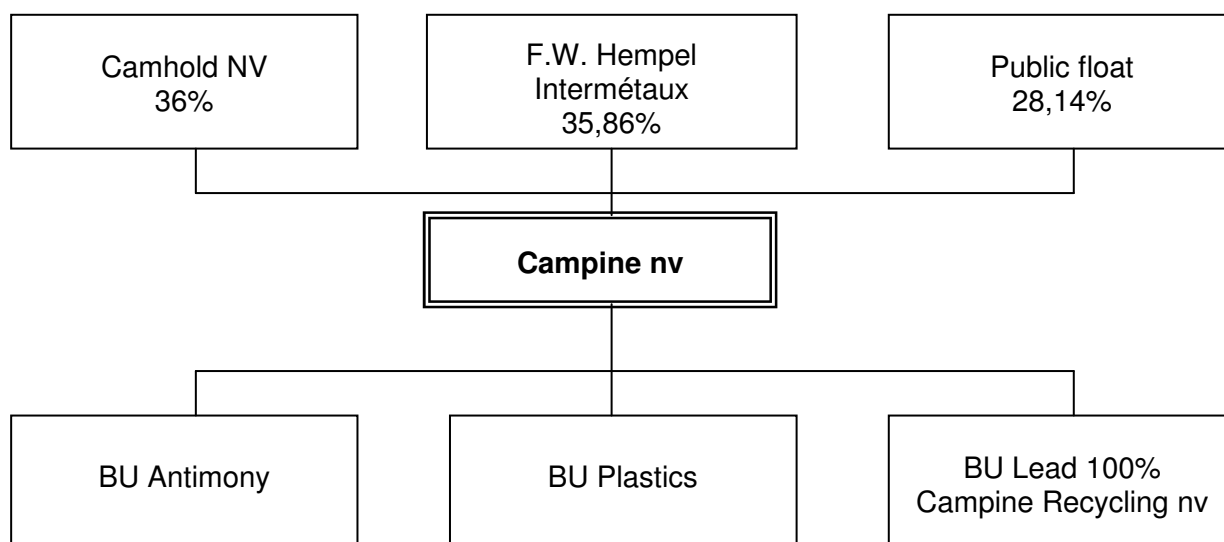 Camhold NV
36%
F.W. Hempel
Intermétaux
35,86%
Public float
28,14%
Campine nv
BU Antimony
BU Plastics
BU Lead 100%
Campine Recycling nv